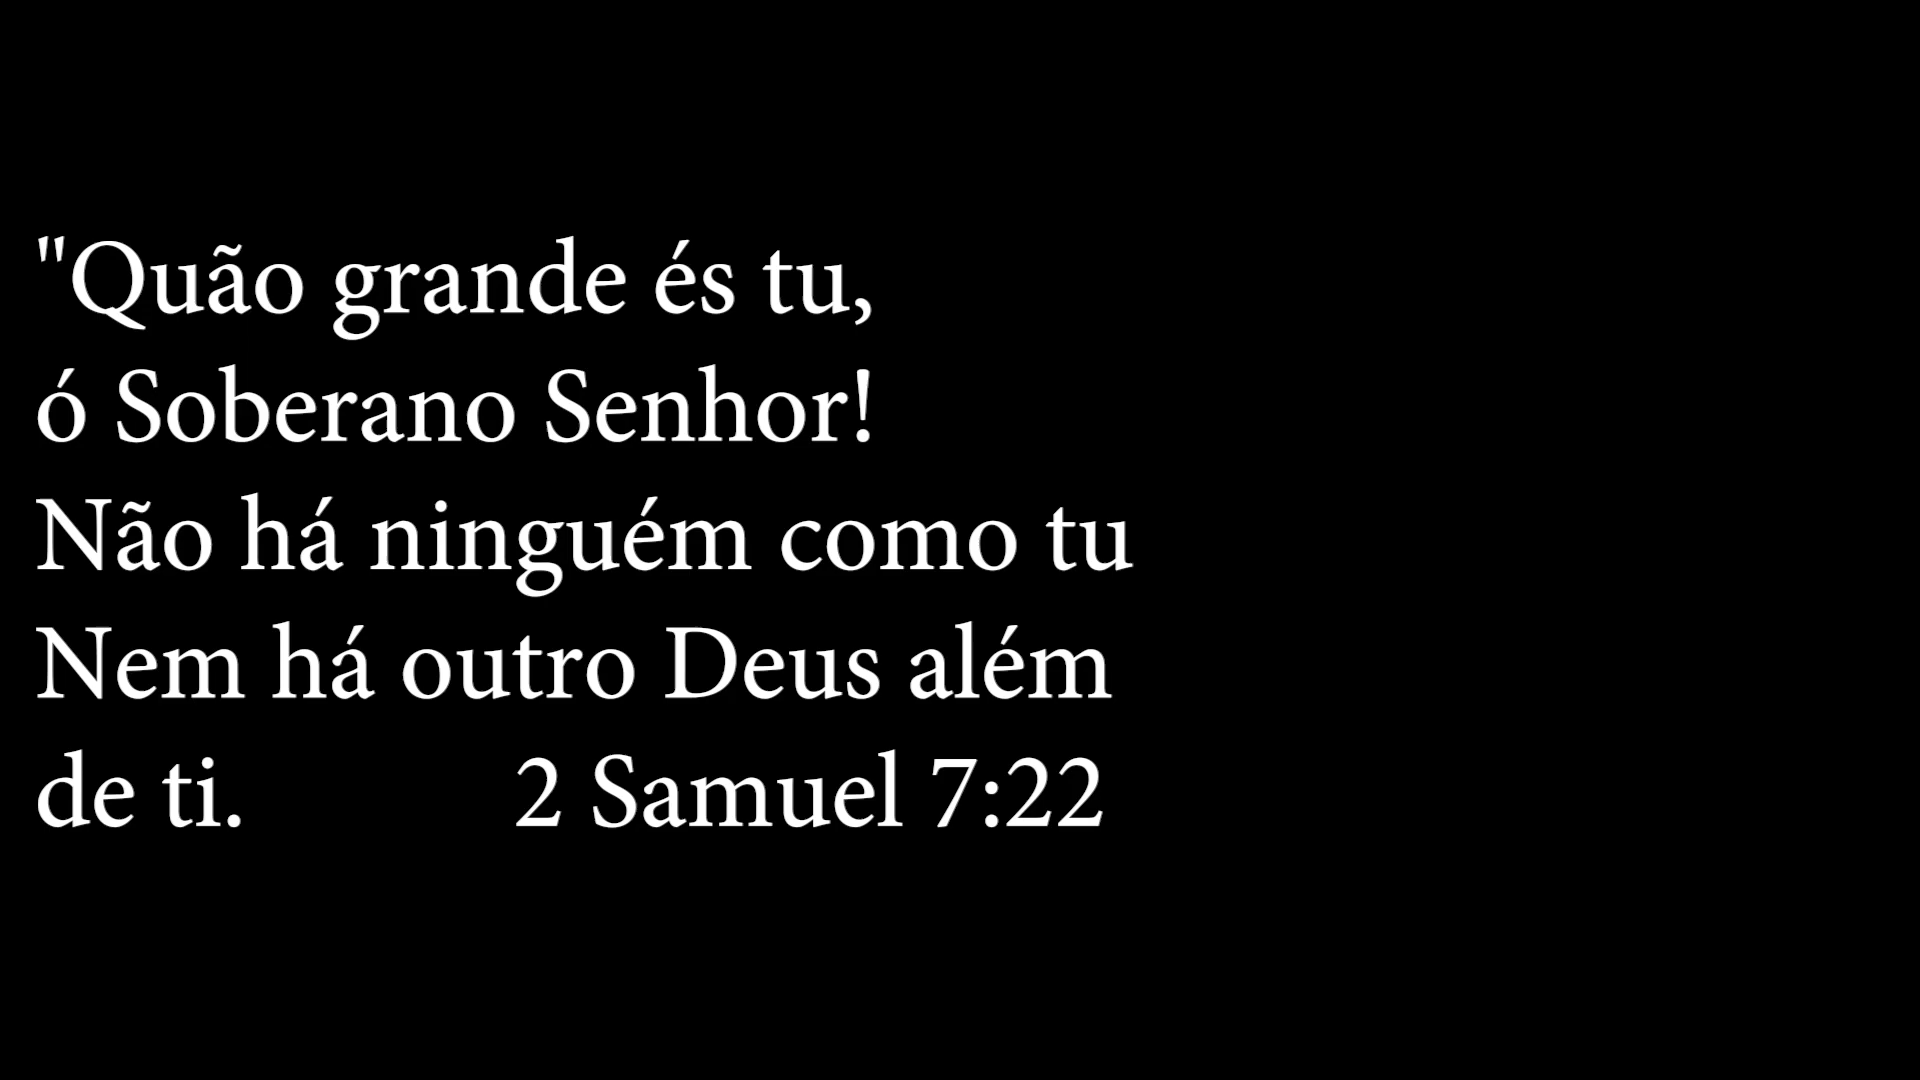 "Quão grande és tu,
ó Soberano Senhor!
Não há ninguém como tu
Nem há outro Deus além
de ti. 2 Samuel 7:22